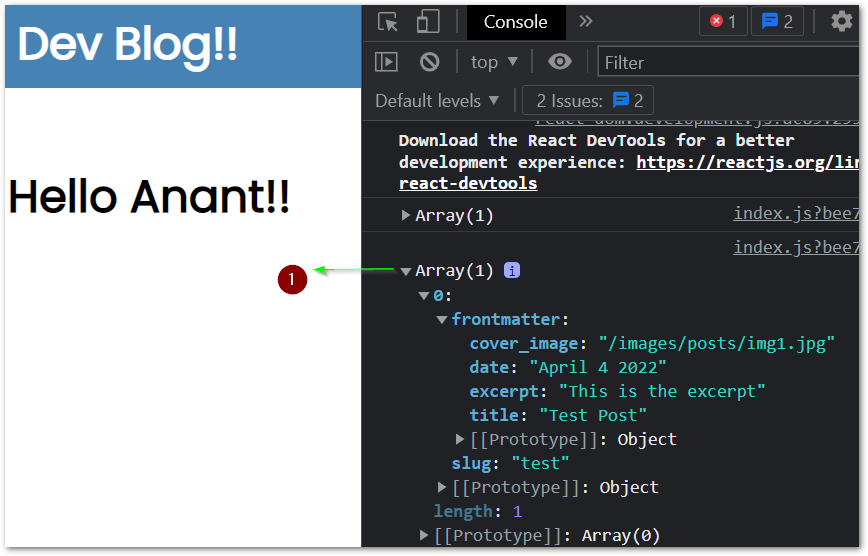 Dev Blog!!
Hello Anant!!
1
Console
1
2
top
Filter
Default levels
2 Issues: 2
Download the React DevTools for a better
development experience: https://reactjs.org/lin
react-devtools
Array(1) index.js?bee7
index.js?bee7
Array(1) i
0:
frontmatter:
cover_image: "/images/posts/img1.jpg"
date: "April 4 2022"
excerpt: "This is the excerpt"
title: "Test Post"
[[Prototype]]: Object
slug: "test"
[[Prototype]]: Object
length: 1
[[Prototype]]: Array(0)